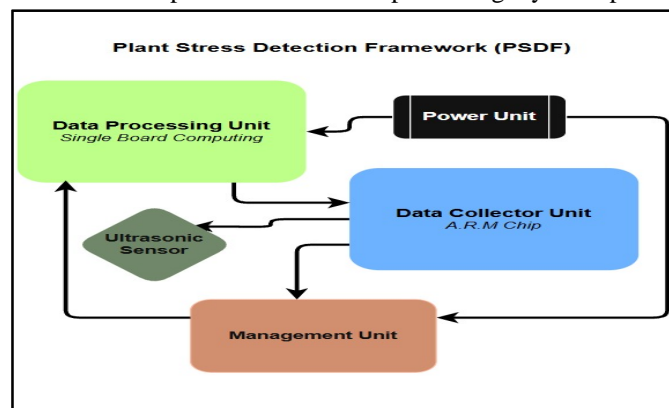 Plant Stress Detection Framework (PSDF)
Power Unit
Data Processing Unit
Single Board Computing
Data Collector Unit
A.R.M Chip
Ultrasonic
Sensor
Management Unit